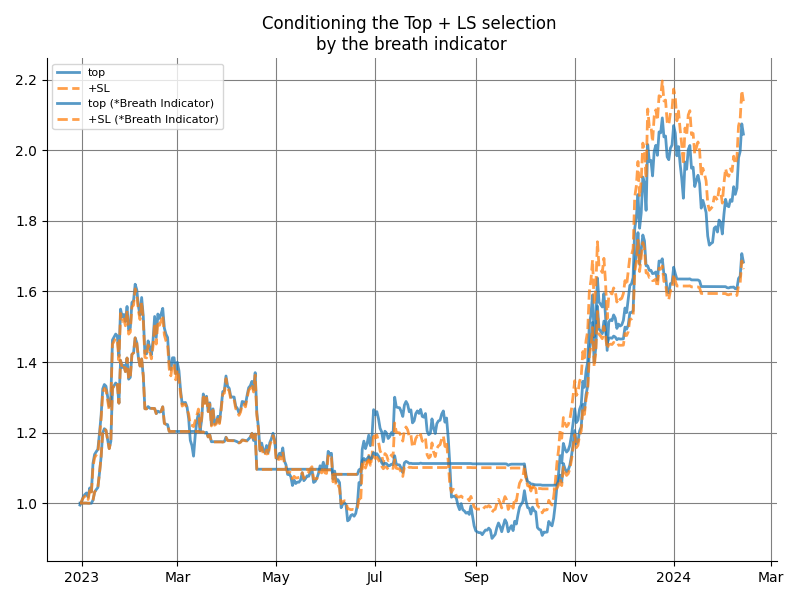 Conditioning the Top + LS selection
by the breath indicator
top
+SL
top (*Breath Indicator)
+SL (*Breath Indicator)
2.2
2.0
1.8
1.6
1.4
1.2
1.0
2023 Mar May Jul Sep Nov 2024 Mar